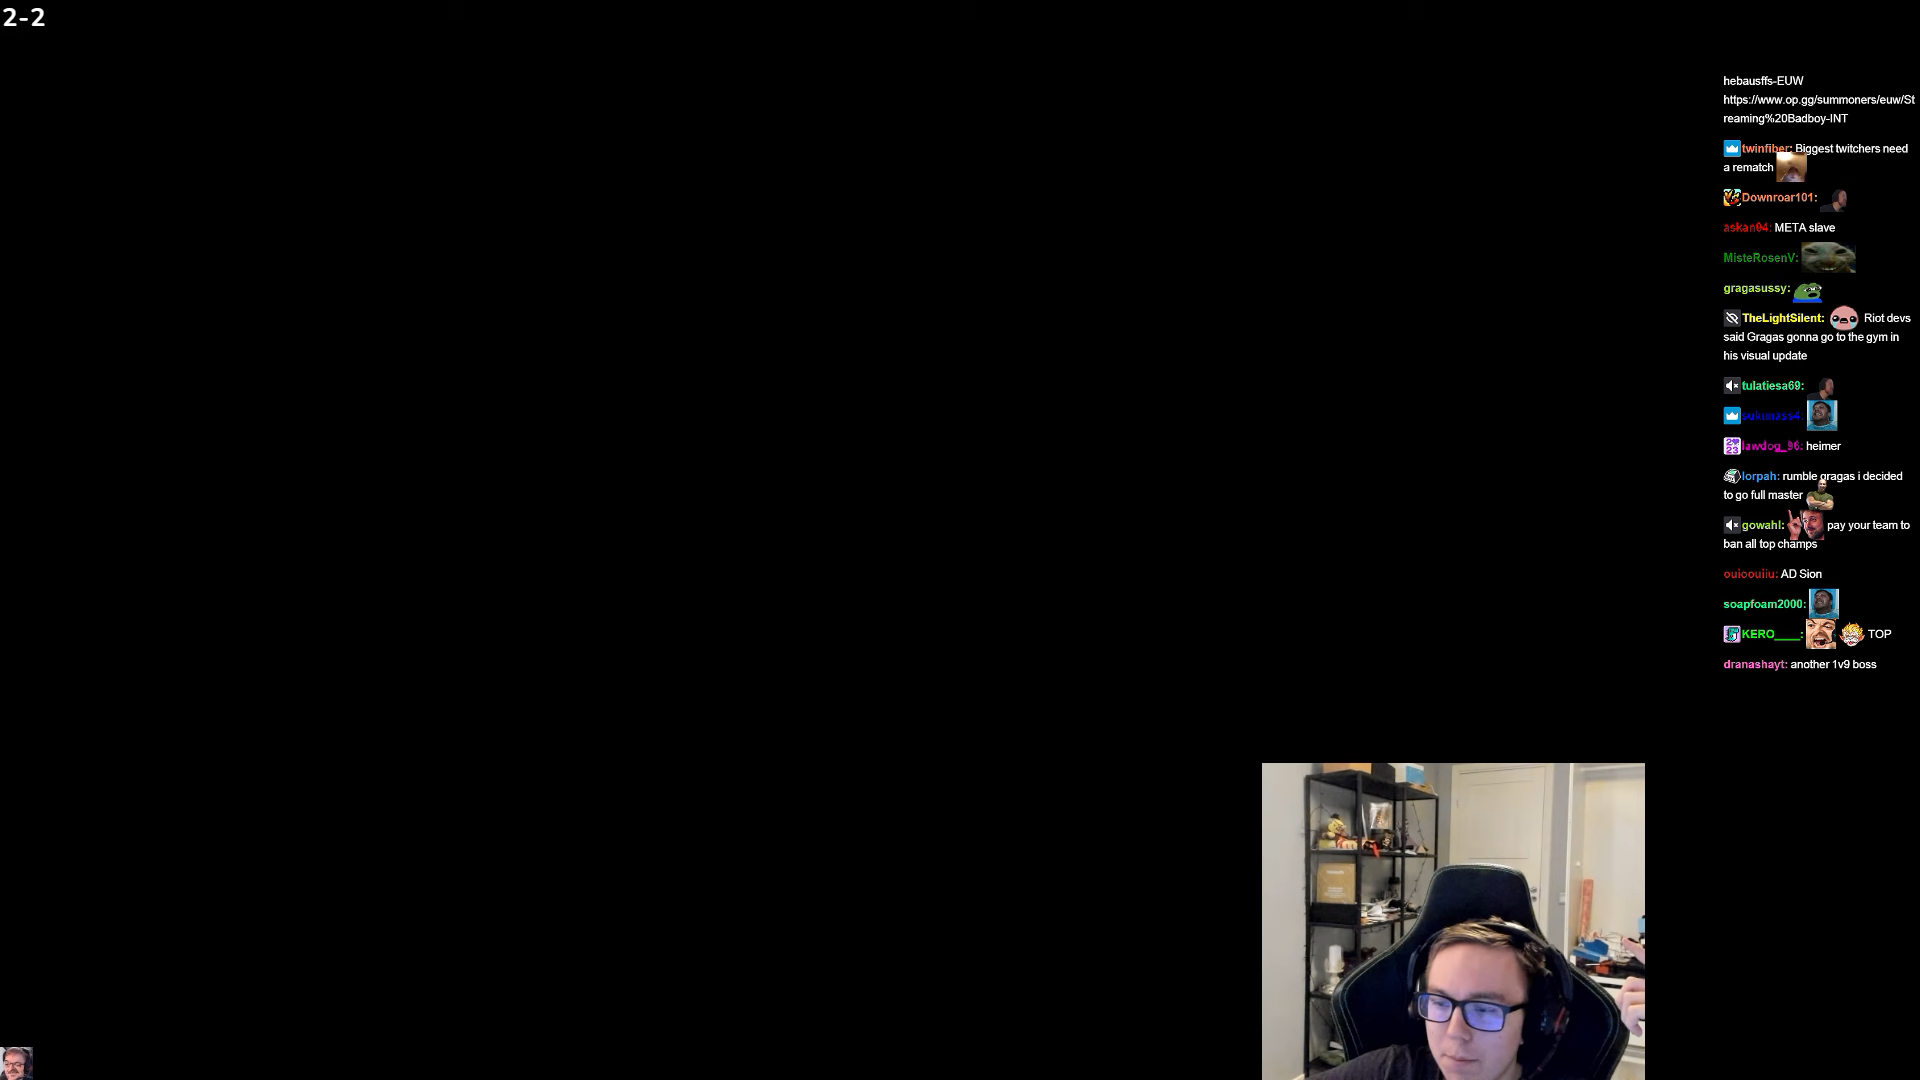 2-2
hebausffs-EUW
https://www.op.gg/summoners/euw/St
reaming%20Badboy-INT
twinfiber: Biggest twitchers need
a rematch
Downroar101:
askan04: META slave
MisteRosenV:
gragasussy:
TheLightSilent: Riot devs
said Gragas gonna go to the gym in
his visual update
tulatiesa69:
lawdog_96: heimer
lorpah: rumble gragas i decided
to go full master
gowahl: pay your team to
ban all top champs
ouioouiiu: AD Sion
soapfoam2000:
KERO____: TOP
dranashayt: another 1v9 boss